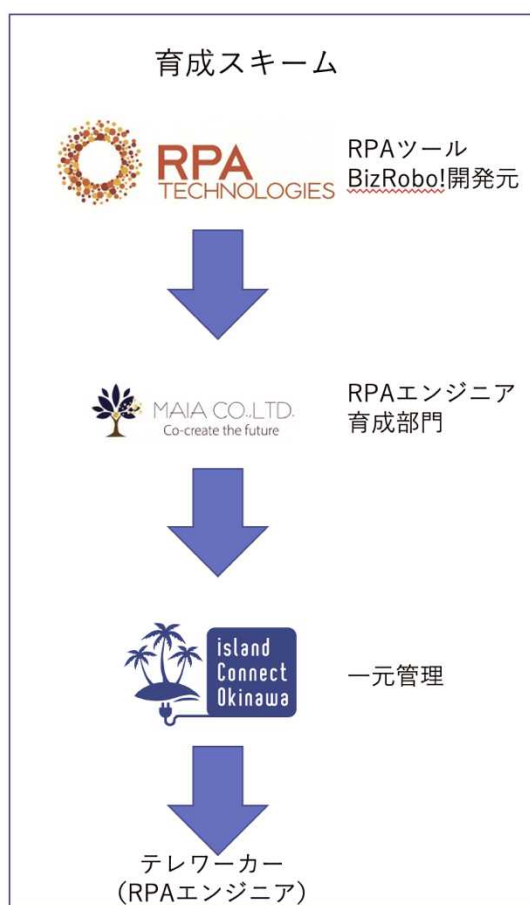 育成スキーム
RPA
TECHNOLOGIES
RPAツール
BizRobo!開発元
MAIA CO.,LTD.
Co-create the future
RPAエンジニア
育成部門
island
Connect
Okinawa
一元管理
テレワーカー
(RPAエンジニア)